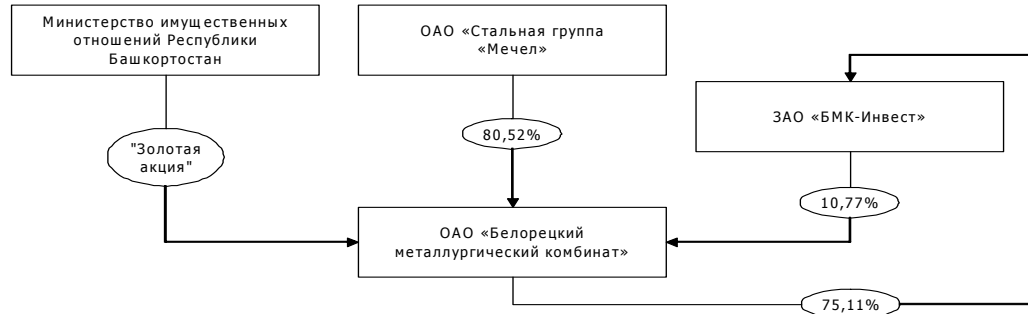 Министерство имущественных
отношений Республики
Башкортостан
ОАО «Стальная группа
«Мечел»
ЗАО «БМК-Инвест»
"Золотая
акция"
80,52%
10,77%
ОАО «Белорецкий
металлургический комбинат»
75,11%